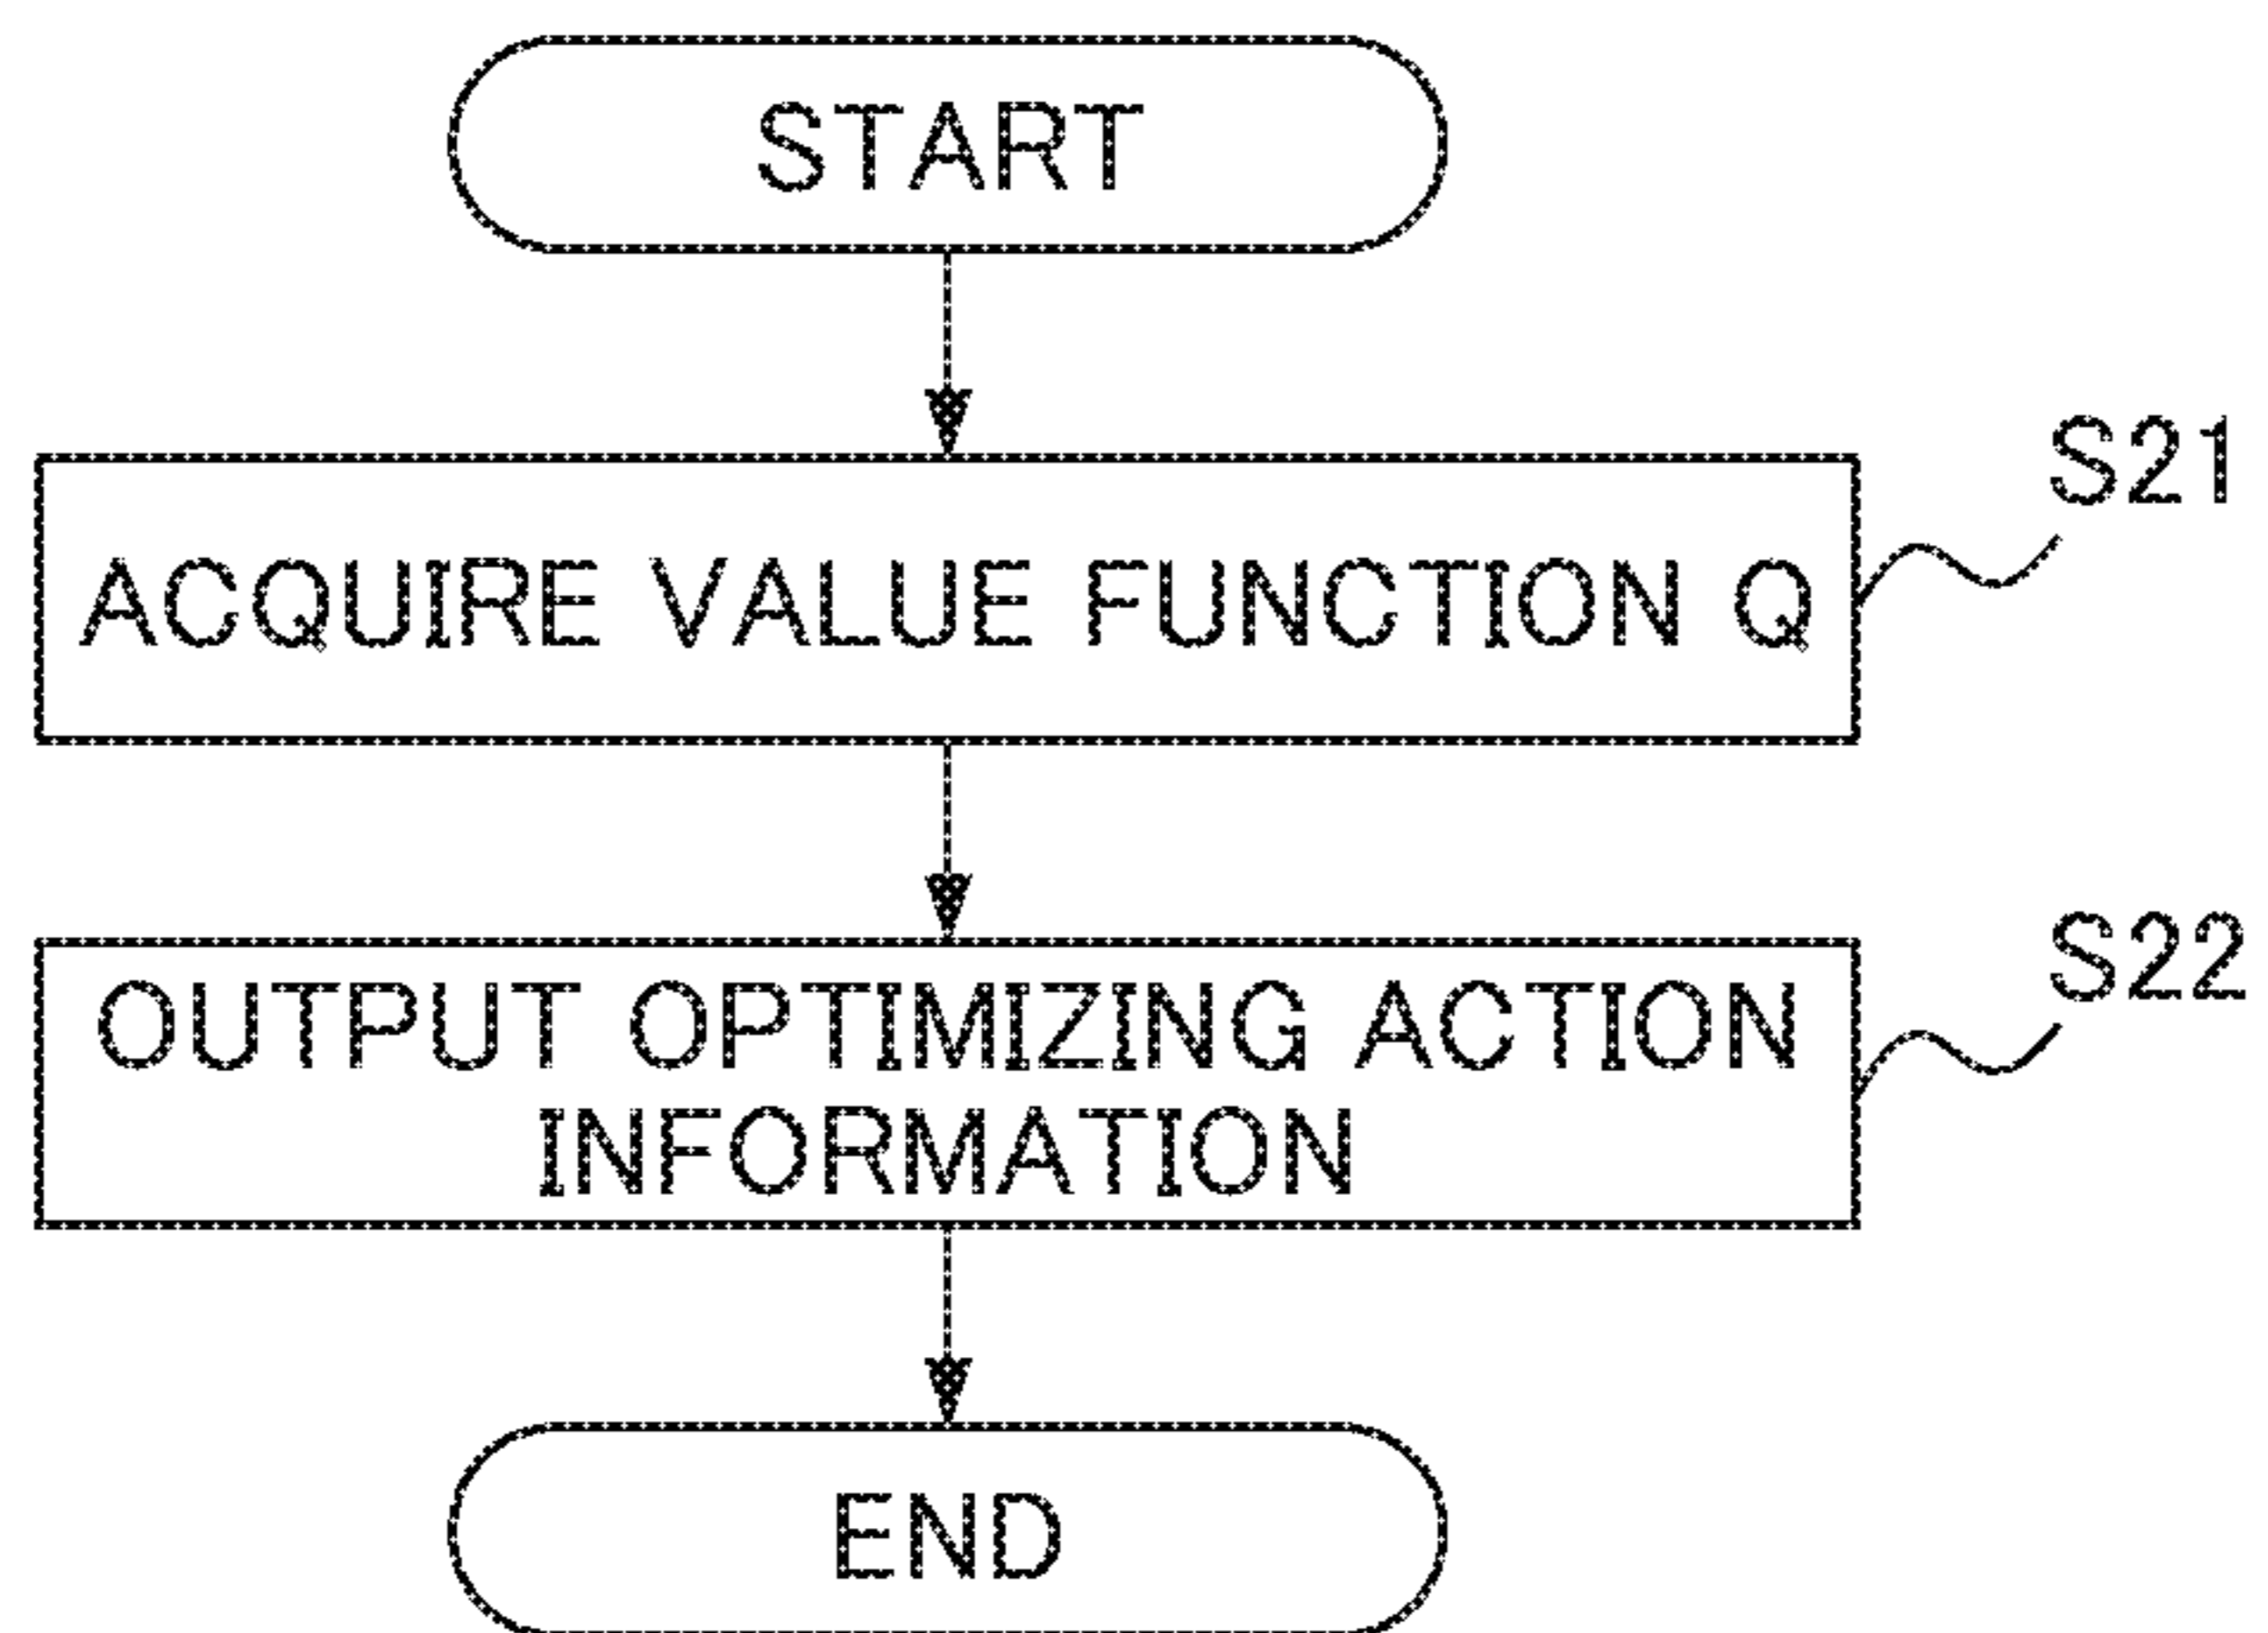 START
S21
ACQUIRE VALUE FUNCTION Q
S22
OUTPUT OPTIMIZING ACTION
INFORMATION
END